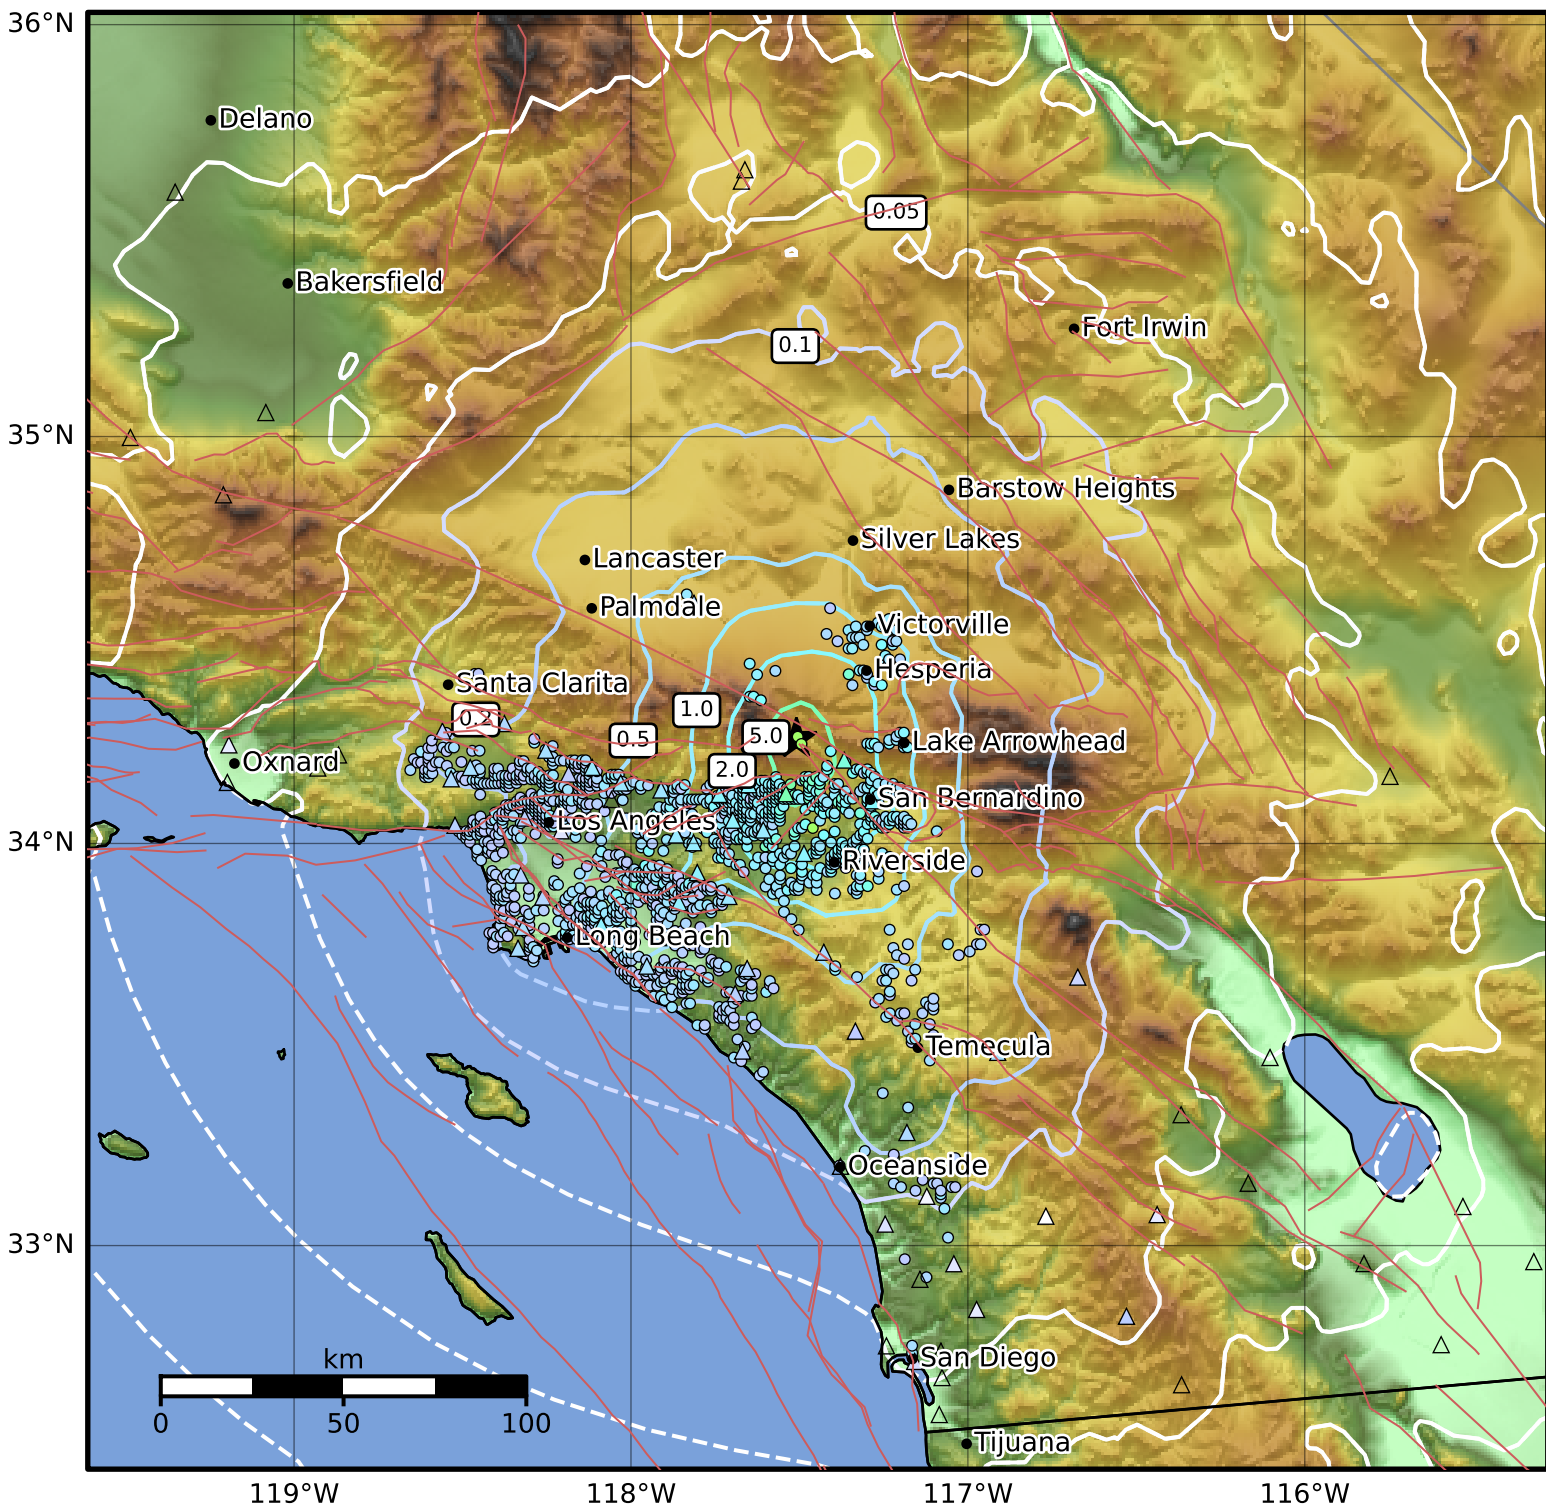 36°N
Delano
0.05
Bakersfield
Fort Irwin
0.1
35°N
Barstow Heights
Silver Lakes
Lancaster
Palmdale
Victorville
Hesperia
Santa Clarita
1.0
0.2
0.5
5.0
Lake Arrowhead
Oxnard
2.0
San Bernardino
Los Angeles
34°N
Riverside
Long Beach
Temecula
Oceanside
33°N
km
San Diego
0 50 100
Tijuana
119°W 118°W 117°W 116°W